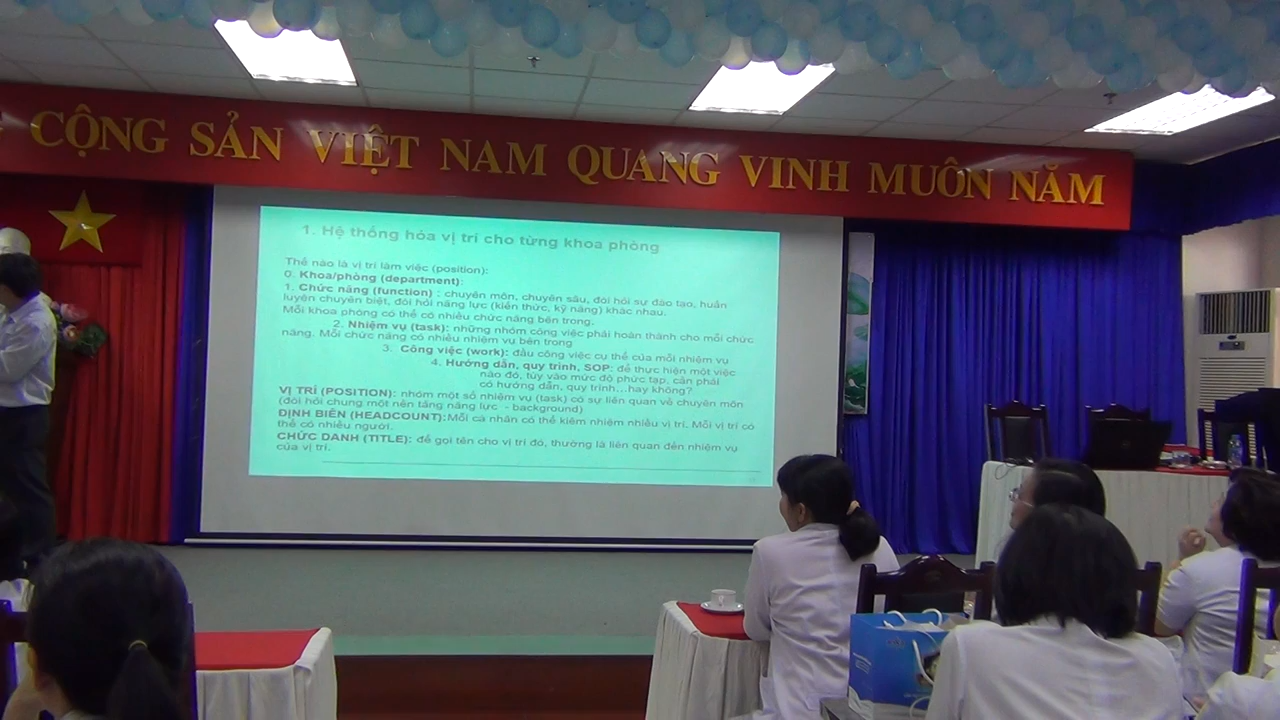 CỘNG SẢN VIỆT NAM QUANG VINH MUÔN NĂM
1. Hệ thống hóa vị trí cho từng khoa phòng
Thế nào là vị trí làm việc (position):
0. Khoa/phòng (department):
1. Chức năng (function) : chuyên môn, chuyên sâu, đòi hỏi sự đào tạo, huấn
luyện chuyên biệt, đòi hỏi năng lực (kiến thức, kỹ năng) khác nhau.
Mỗi khoa phòng có thể có nhiều chức năng bên trong.
2. Nhiệm vụ (task): những nhóm công việc phải hoàn thành cho mỗi chức
năng. Mỗi chức năng có nhiều nhiệm vụ bên trong
3. Công việc (work): đầu công việc cụ thể của mỗi nhiệm vụ
4. Hướng dẫn, quy trình, SOP: để thực hiện một việc
nào đó, tùy vào mức độ phức tạp, cần phải
có hướng dẫn, quy trình...hay không?
VỊ TRÍ (POSITION): nhóm một số nhiệm vụ (task) có sự liên quan về chuyên môn
(đòi hỏi chung một nền tảng năng lực - background)
ĐỊNH BIÊN (HEADCOUNT):Mỗi cá nhân có thể kiêm nhiệm nhiều vị trí. Mỗi vị trí có
thể có nhiều người.
CHỨC DANH (TITLE): để gọi tên cho vị trí đó, thường là liên quan đến nhiệm vụ
của vị trí.